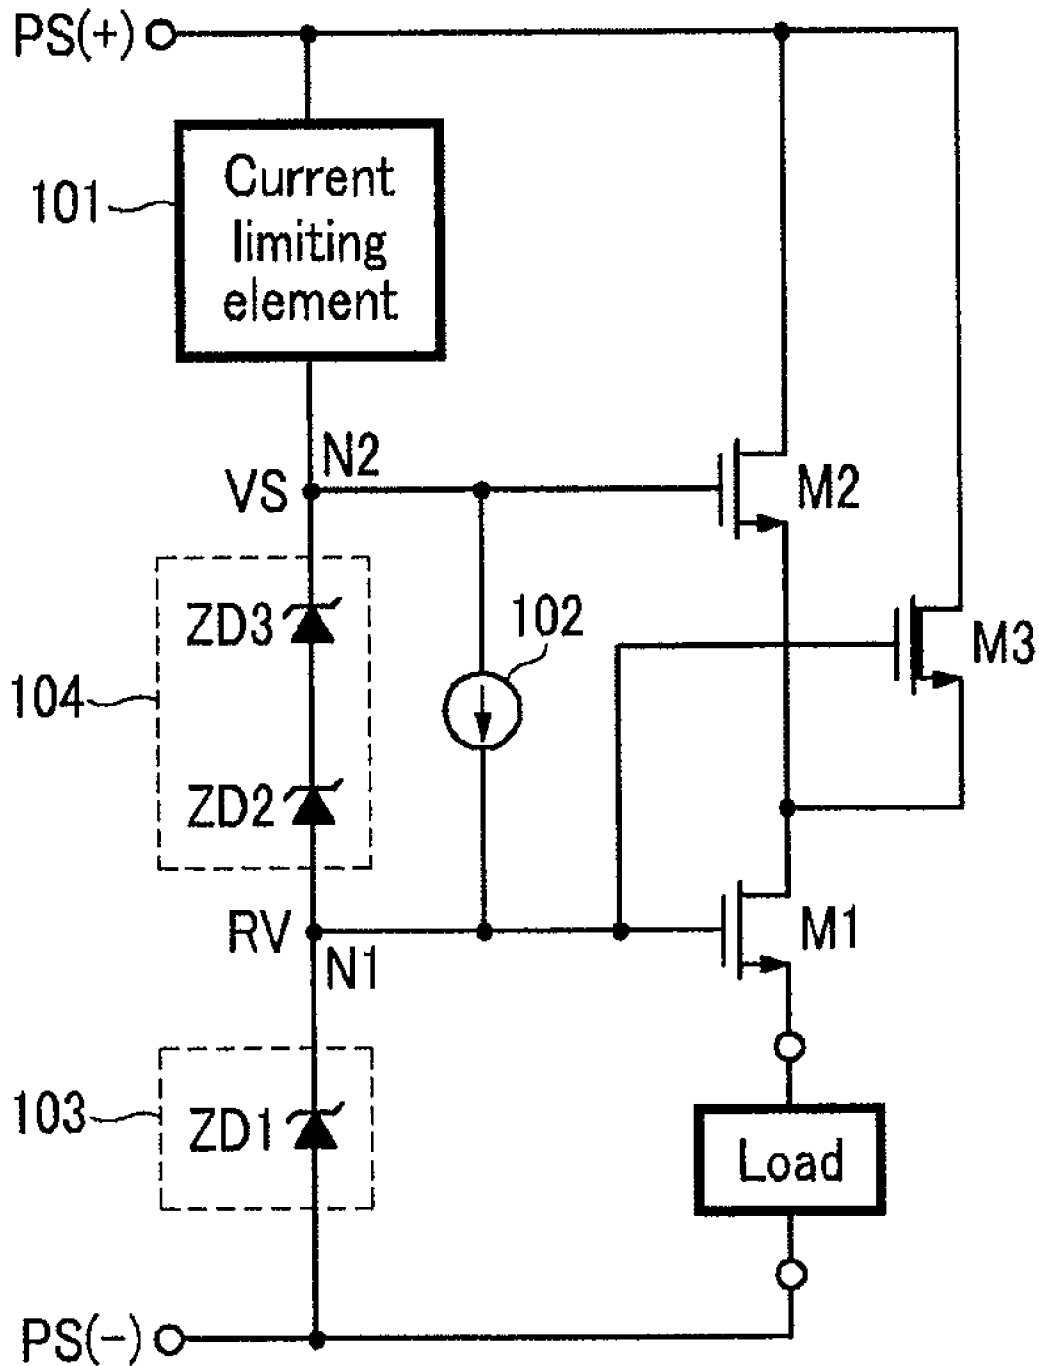 PS(+)
101
Current
limiting
element
N2
VS
M2
ZD3
102
M3
104
ZD2
RV
N1
M1
103
ZD1
Load
PS(-)